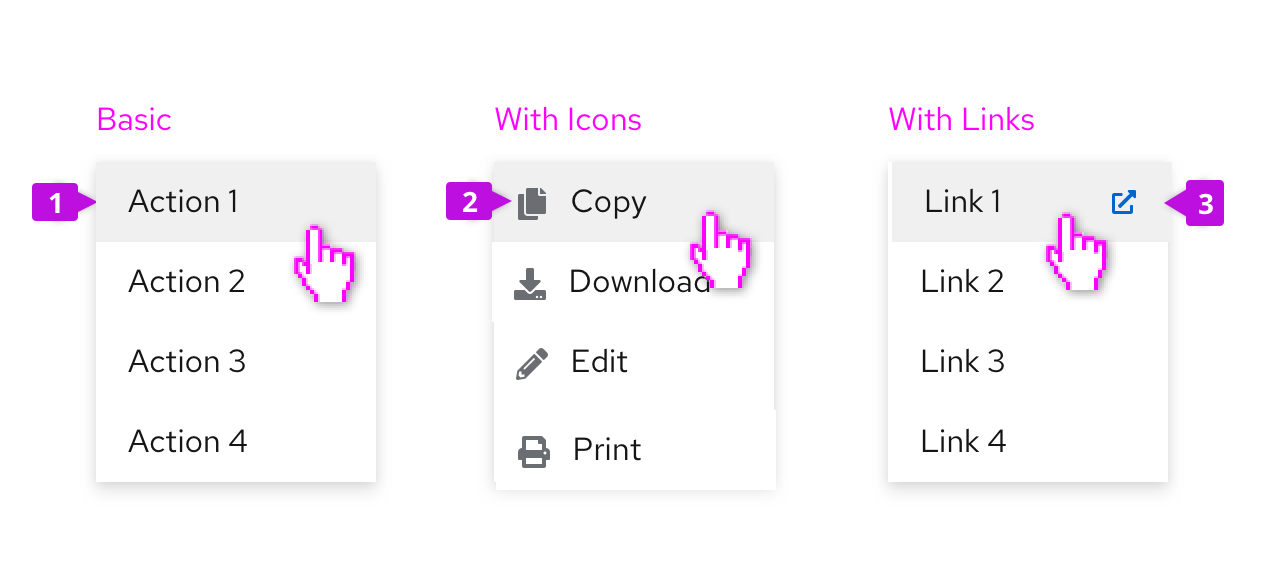 Basic
1
Action 1
Action 2
Action 3
Action 4
With Icons
2
Copy
Download
Edit
Print
With Links
Link 1
3
Link 2
Link 3
Link 4